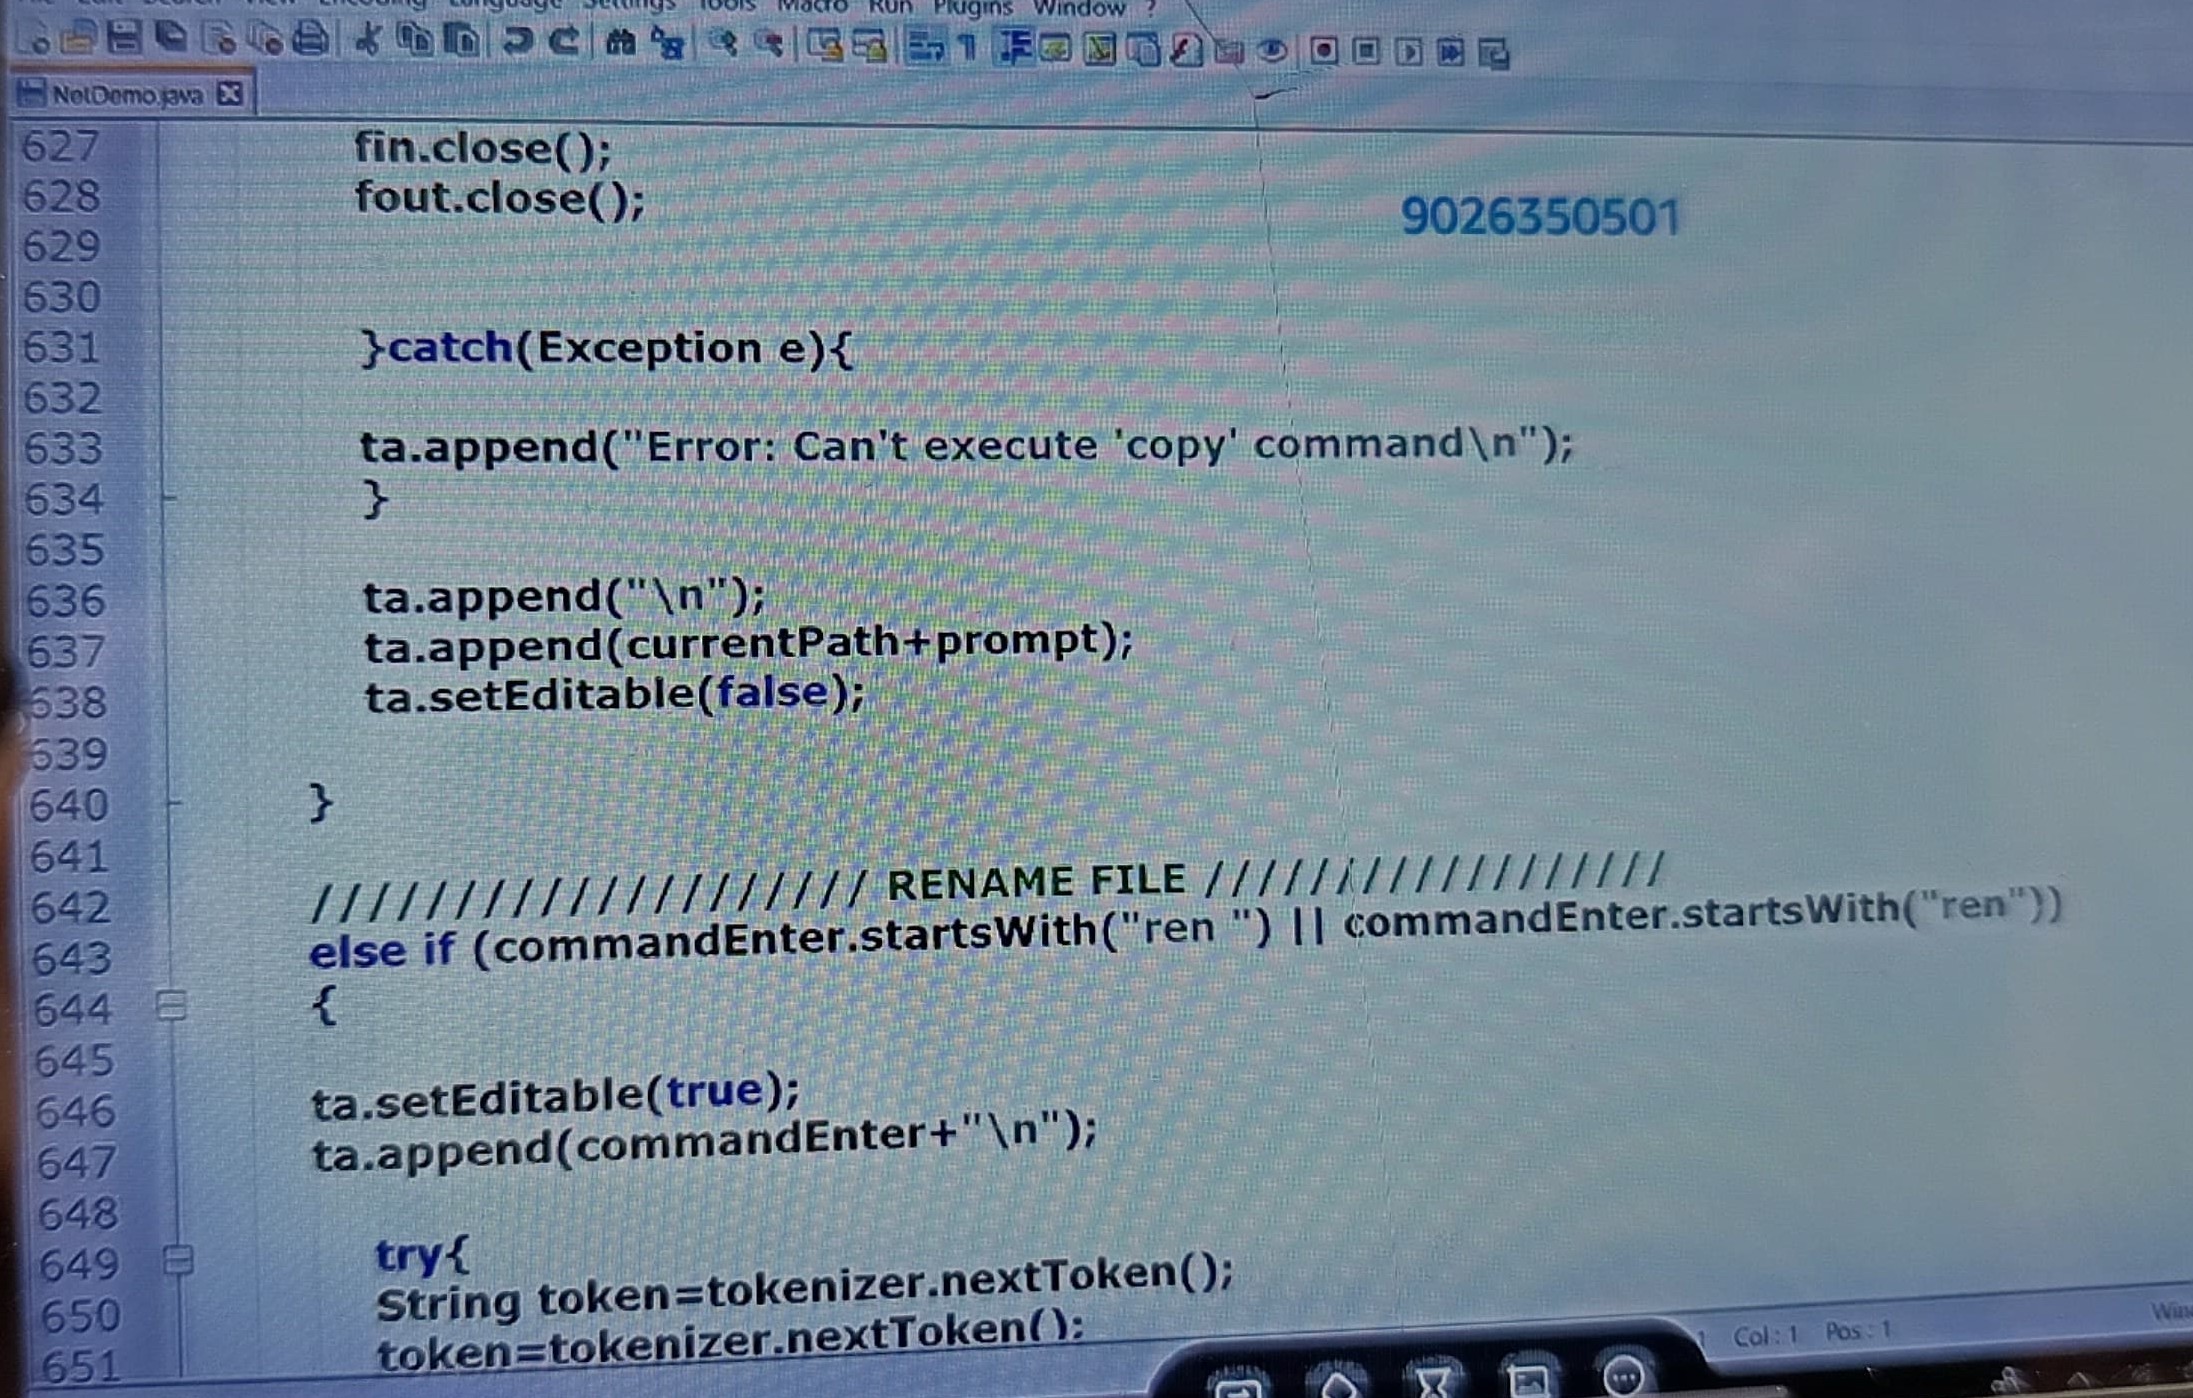 Search View Encoding Language Settings Tools Macro Run Plugins Window ?
NetDemo.java
627 fin.close();
628 fout.close();
9026350501
629
630
631 }catch(Exception e){
632
633 ta.append("Error: Can't execute 'copy' command\n");
634 }
635
636 ta.append("\n");
637 ta.append(currentPath+prompt);
638 ta.setEditable(false);
639
640 }
641
642 //////////////////// RENAME FILE /////////////////
643 else if (commandEnter.startsWith("ren ") || commandEnter.startsWith("ren"))
644 {
645
646 ta.setEditable(true);
647 ta.append(commandEnter+"\n");
648
649 try{
650 String token=tokenizer.nextToken();
651 token=tokenizer.nextToken();
Col : 1 Pos : 1